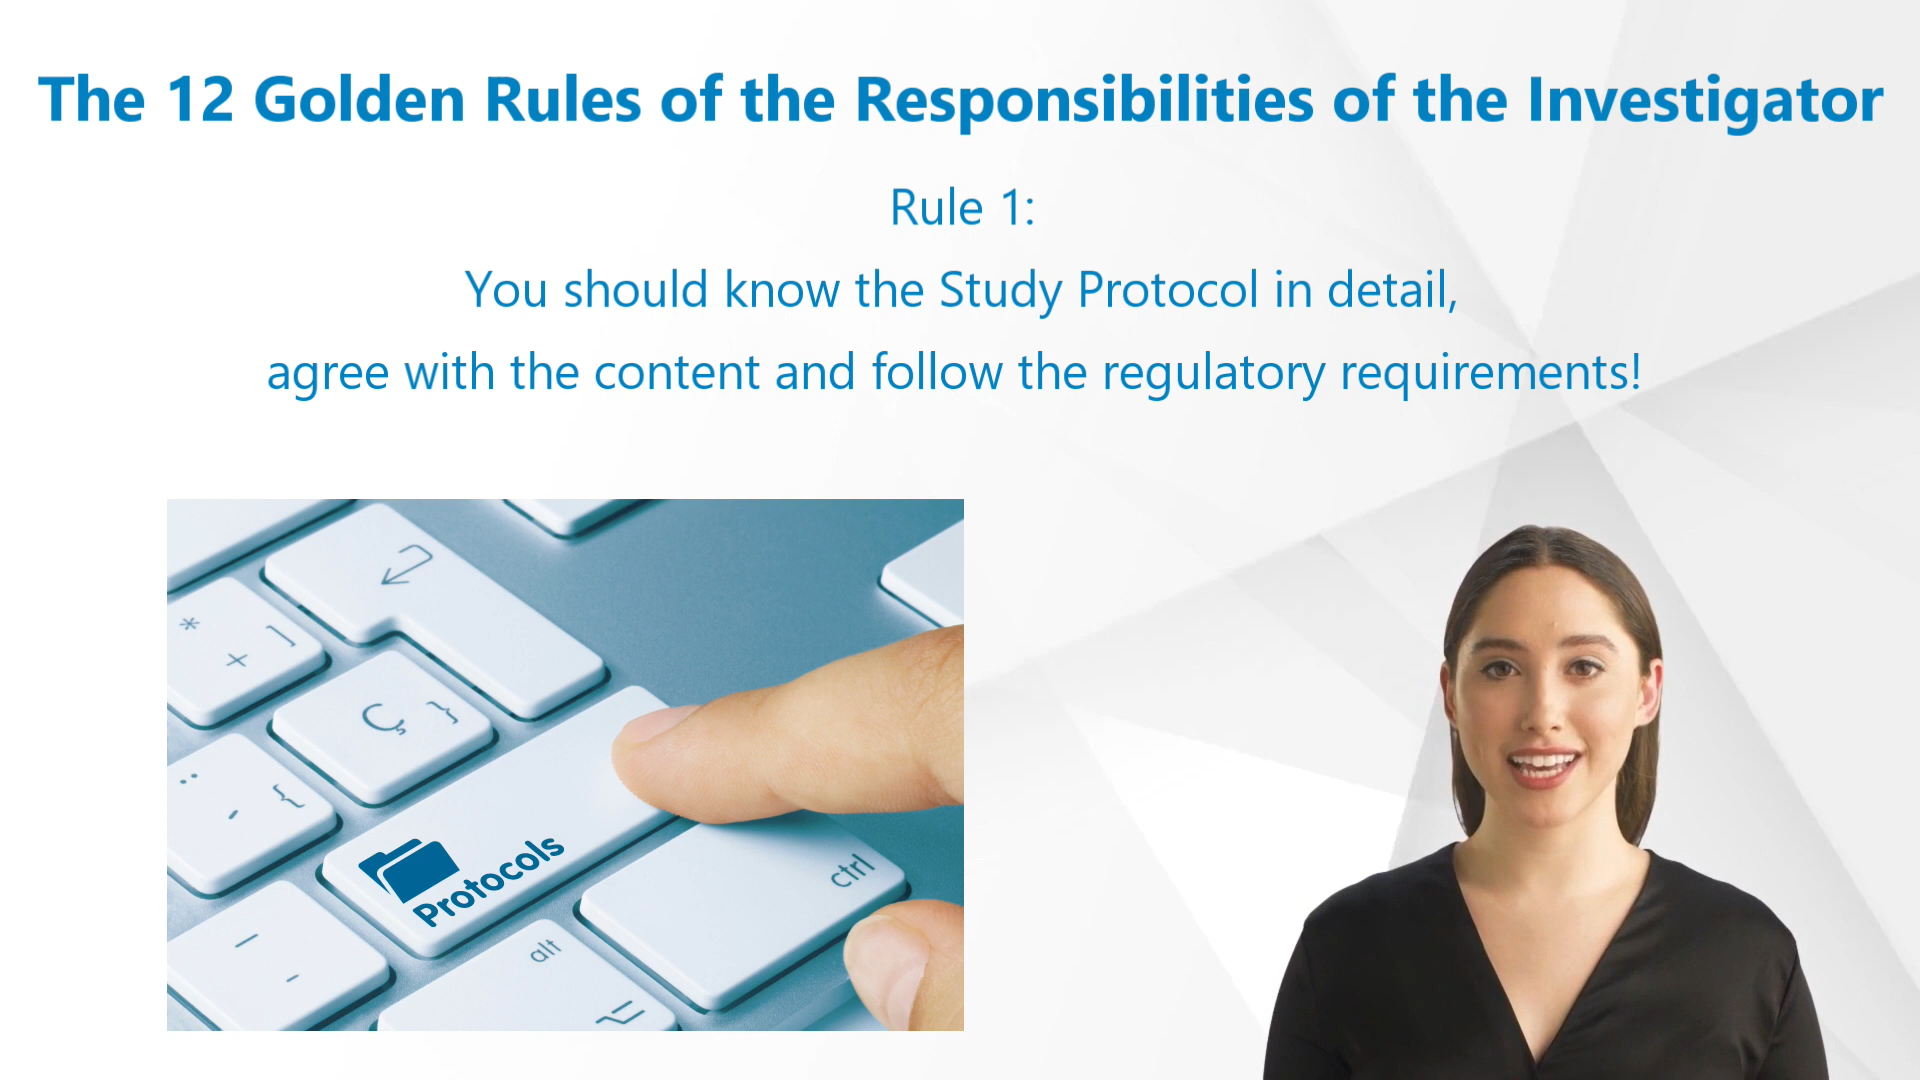 The 12 Golden Rules of the Responsibilities of the Investigator
Rule 1:
You should know the Study Protocol in detail,
agree with the content and follow the regulatory requirements!
* + ]
Ç }
¨ - {
Protocols
ctrl
alt